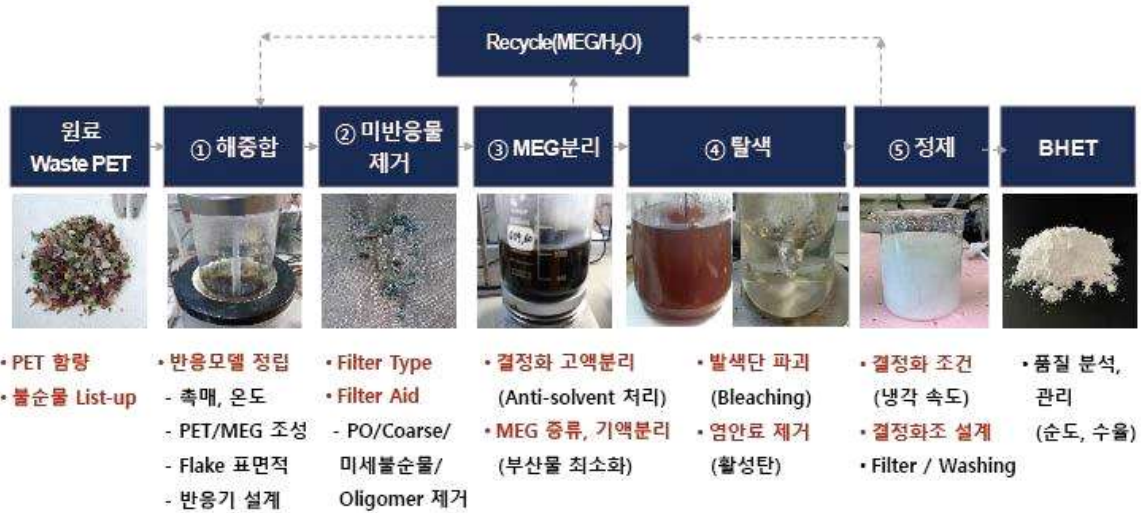 Recycle(MEG/H₂O)
원료
Waste PET
① 해중합
② 미반응물
제거
③ MEG분리
④ 탈색
⑤ 정제
BHET
• PET 함량
• 불순물 List-up
• 반응모델 정립
- 촉매, 온도
- PET/MEG 조성
- Flake 표면적
- 반응기 설계
• Filter Type
• Filter Aid
- PO/Coarse/
미세불순물/
Oligomer 제거
• 결정화 고액분리
(Anti-solvent 처리)
• MEG 증류, 기액분리
(부산물 최소화)
• 발색단 파괴
(Bleaching)
• 염안료 제거
(활성탄)
• 결정화 조건
(냉각 속도)
• 결정화조 설계
• Filter / Washing
• 품질 분석,
관리
(순도, 수율)